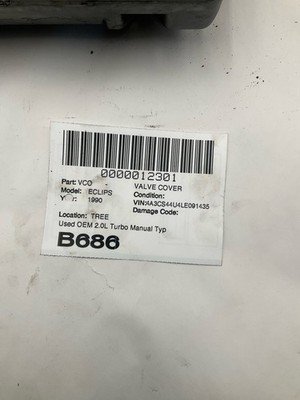 0000012301
Part: VCO - VALVE COVER
Model: ECLIPS Condition:
Year: 1990 VIN:4A3CS44U4LE091435
Damage Code:
Location: TREE
Used OEM 2.0L Turbo Manual Typ
B686